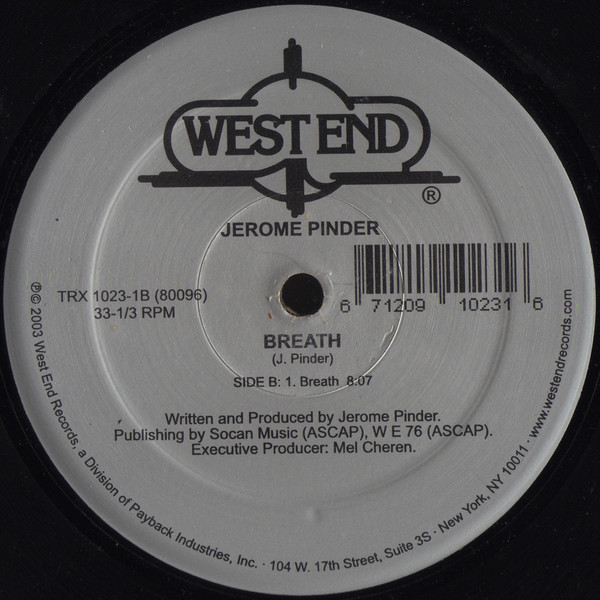 WEST END
®
JEROME PINDER
TRX 1023-1B (80096)
33-1/3 RPM
6 71209 10231 6
BREATH
(J. Pinder)
SIDE B: 1. Breath 8:07
Written and Produced by Jerome Pinder.
Publishing by Socan Music (ASCAP), W E 76 (ASCAP).
Executive Producer: Mel Cheren.
℗ © 2003 West End Records, a Division of Payback Industries, Inc. · 104 W. 17th Street, Suite 3S · New York, NY 10011 · www.westendrecords.com